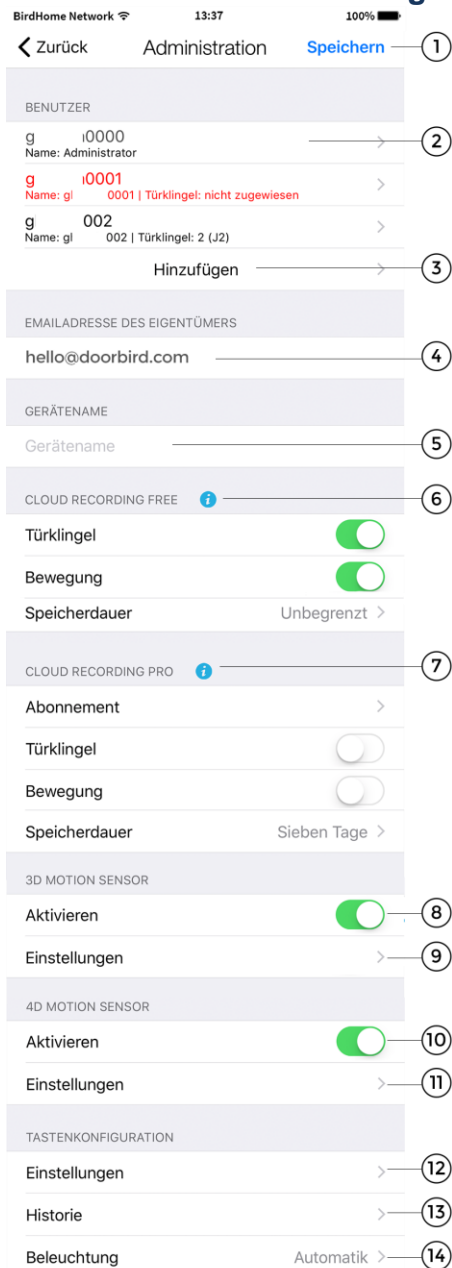 BirdHome Network 13:37 100%
Zurück Administration Speichern 1
BENUTZER
g 0000 2
Name: Administrator
g 0001
Name: gl 0001 | Türklingel: nicht zugewiesen
g 002
Name: gl 002 | Türklingel: 2 (J2)
Hinzufügen 3
EMAILADRESSE DES EIGENTÜMERS
hello@doorbird.com 4
GERÄTENAME
Gerätename 5
CLOUD RECORDING FREE i 6
Türklingel
Bewegung
Speicherdauer Unbegrenzt
CLOUD RECORDING PRO i 7
Abonnement
Türklingel
Bewegung
Speicherdauer Sieben Tage
3D MOTION SENSOR
Aktivieren 8
Einstellungen 9
4D MOTION SENSOR
Aktivieren 10
Einstellungen 11
TASTENKONFIGURATION
Einstellungen 12
Historie 13
Beleuchtung Automatik 14